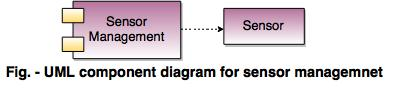 Sensor
Management
Sensor
Fig. - UML component diagram for sensor managemnet